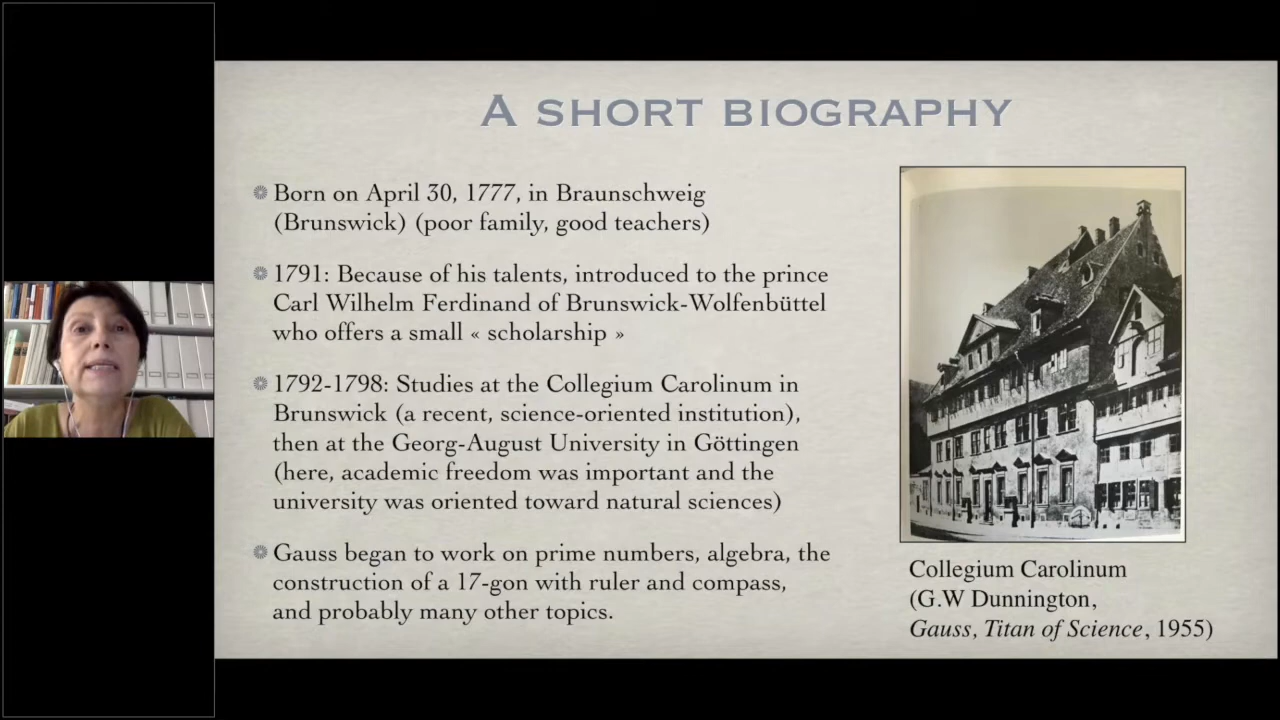 A SHORT BIOGRAPHY
Born on April 30, 1777, in Braunschweig
(Brunswick) (poor family, good teachers)
1791: Because of his talents, introduced to the prince
Carl Wilhelm Ferdinand of Brunswick-Wolfenbüttel
who offers a small « scholarship »
1792-1798: Studies at the Collegium Carolinum in
Brunswick (a recent, science-oriented institution),
then at the Georg-August University in Göttingen
(here, academic freedom was important and the
university was oriented toward natural sciences)
Gauss began to work on prime numbers, algebra, the
construction of a 17-gon with ruler and compass,
and probably many other topics.
Collegium Carolinum
(G.W Dunnington,
Gauss, Titan of Science, 1955)